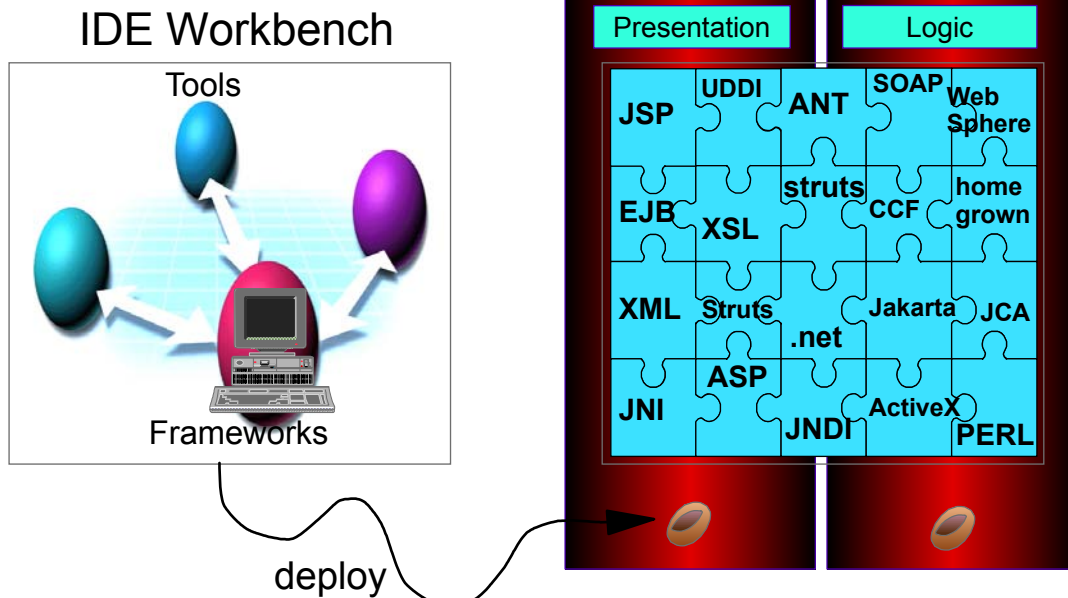 IDE Workbench
Tools
Frameworks
deploy
Presentation
Logic
JSP
UDDI
ANT
SOAP
Web
Sphere
EJB
XSL
struts
CCF
home
grown
XML
Struts
.net
Jakarta
JCA
JNI
ASP
JNDI
ActiveX
PERL